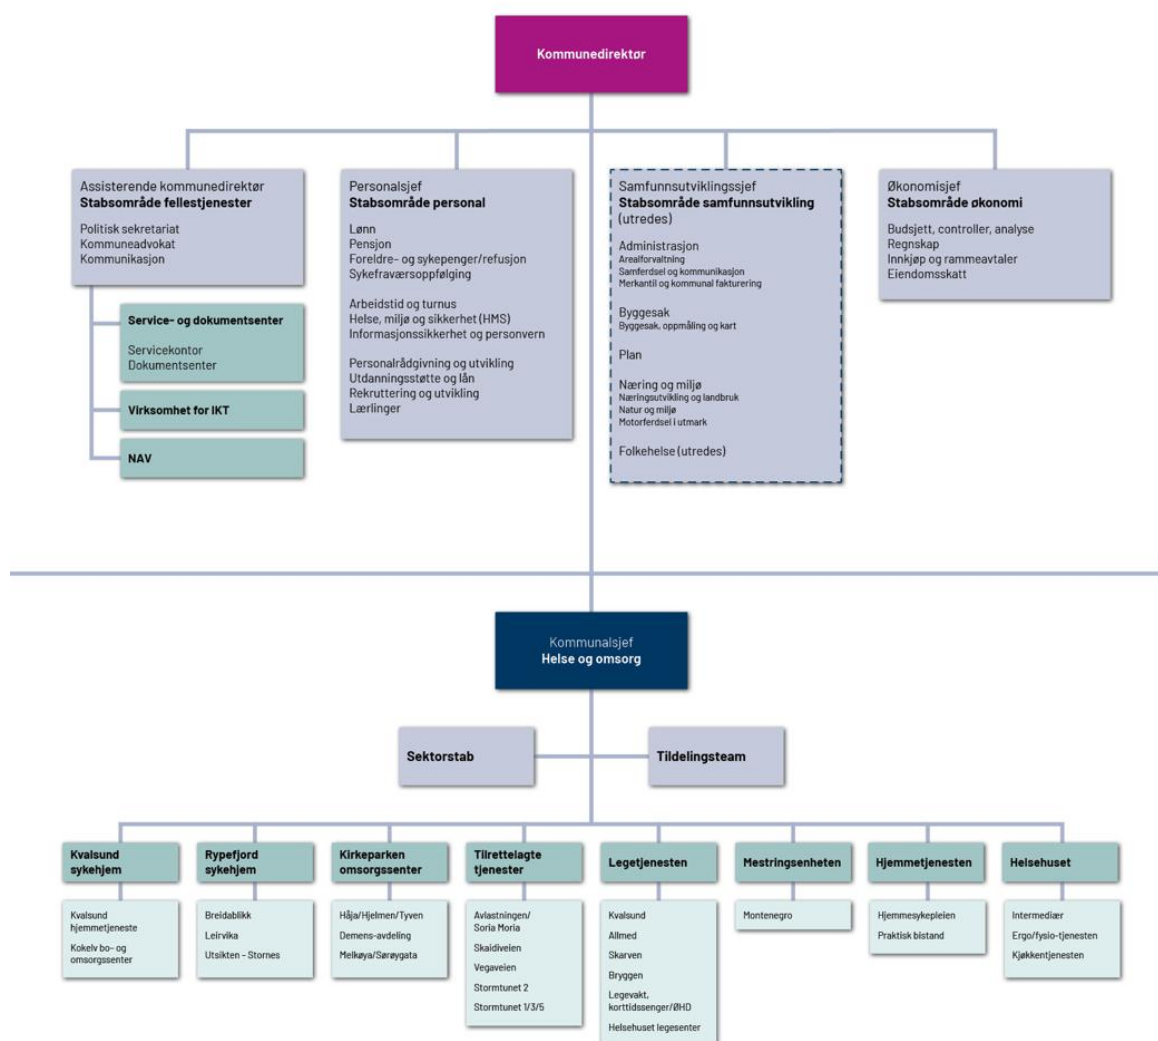 Kommunedirektør
Assisterende kommunedirektør
Stabsområde fellestjenester
Politisk sekretariat
Kommuneadvokat
Kommunikasjon
Service- og dokumentsenter
Servicekontor
Dokumentsenter
Virksomhet for IKT
NAV
Personalsjef
Stabsområde personal
Lønn
Pensjon
Foreldre- og sykepenger/refusjon
Sykefraværsoppfølging
Arbeidstid og turnus
Helse, miljø og sikkerhet (HMS)
Informasjonssikkerhet og personvern
Personalrådgivning og utvikling
Utdanningsstøtte og lån
Rekruttering og utvikling
Lærlinger
Samfunnsutviklingssjef
Stabsområde samfunnsutvikling
(utredes)
Administrasjon
Arealforvaltning
Samferdsel og kommunikasjon
Merkantil og kommunal fakturering
Byggesak
Byggesak, oppmåling og kart
Plan
Næring og miljø
Næringsutvikling og landbruk
Natur og miljø
Motorferdsel i utmark
Folkehelse (utredes)
Økonomisjef
Stabsområde økonomi
Budsjett, controller, analyse
Regnskap
Innkjøp og rammeavtaler
Eiendomsskatt
Kommunalsjef
Helse og omsorg
Sektorstab
Tildelingsteam
Kvalsund
sykehjem
Kvalsund
hjemmetjeneste
Kokelv bo- og
omsorgssenter
Rypefjord
sykehjem
Breidablikk
Leirvika
Utsikten - Stornes
Kirkeparken
omsorgssenter
Håja/Hjelmen/Tyven
Demens-avdeling
Melkøya/Sørøygata
Tilrettelagte
tjenester
Avlastningen/
Soria Moria
Skaidiveien
Vegaveien
Stormtunet 2
Stormtunet 1/3/5
Legetjenesten
Kvalsund
Allmed
Skarven
Bryggen
Legevakt,
korttidssenger/ØHD
Helsehuset legesenter
Mestringsenheten
Montenegro
Hjemmetjenesten
Hjemmesykepleien
Praktisk bistand
Helsehuset
Intermediær
Ergo/fysio-tjenesten
Kjøkkentjenesten